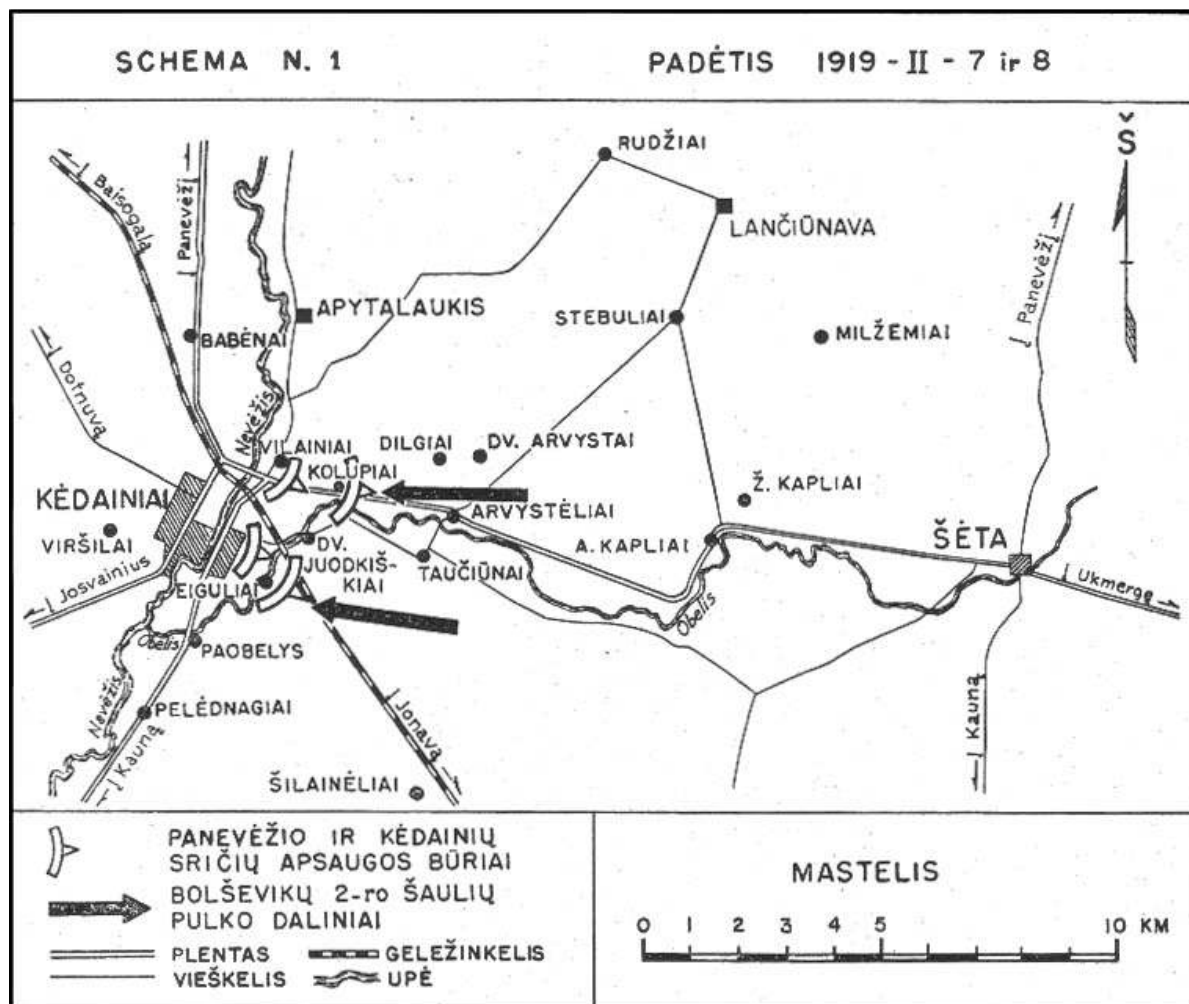 SCHEMA N. 1
PADĖTIS 1919 - II - 7 ir 8
RUDŽIAI
Š
Baisogalą
Panevėžį
LANČIŪNAVA
Panevėžį
APYTALAUKIS
STEBULIAI
MILŽEMIAI
BABĖNAI
Dotnuvą
Nevėžis
VILAINIAI
DILGIAI
DV. ARVYSTAI
KOLUPIAI
KĖDAINIAI
Ž. KAPLIAI
ARVYSTĖLIAI
VIRŠILAI
A. KAPLIAI
ŠĖTA
DV.
JUODKIŠ-
KIAI
TAUČIŪNAI
Josvainius
EIGULIAI
Ukmergę
Obelis
Obelis
PAOBELYS
Nevėžis
PELĖDNAGIAI
Kauną
Jonavą
Kauną
ŠILAINĖLIAI
PANEVĖŽIO IR KĖDAINIŲ
SRIČIŲ APSAUGOS BŪRIAI
BOLŠEVIKŲ 2-ro ŠAULIŲ
PULKO DALINIAI
PLENTAS
GELEŽINKELIS
VIEŠKELIS
UPĖ
MASTELIS
0 1 2 3 4 5 10 KM